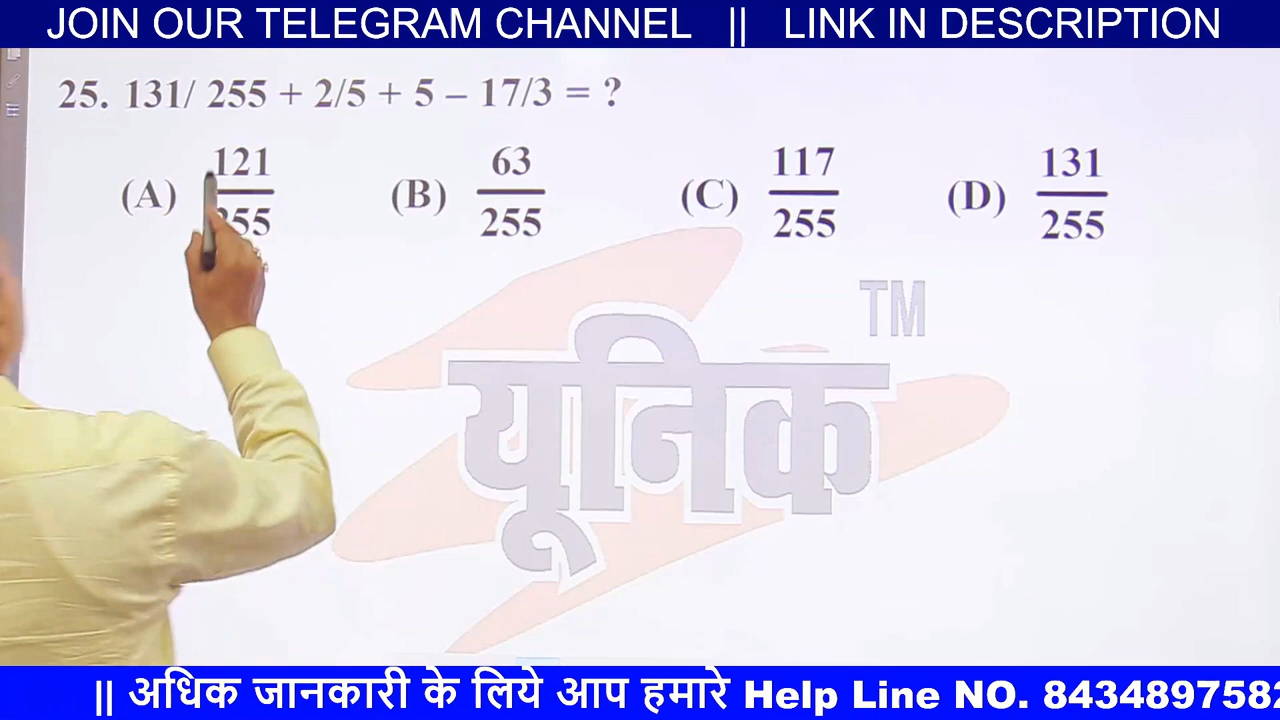 JOIN OUR TELEGRAM CHANNEL || LINK IN DESCRIPTION
25. 131/ 255 + 2/5 + 5 – 17/3 = ?
(A) 121/255 (B) 63/255 (C) 117/255 (D) 131/255
TM
यूनिक
|| अधिक जानकारी के लिये आप हमारे Help Line NO. 8434897582